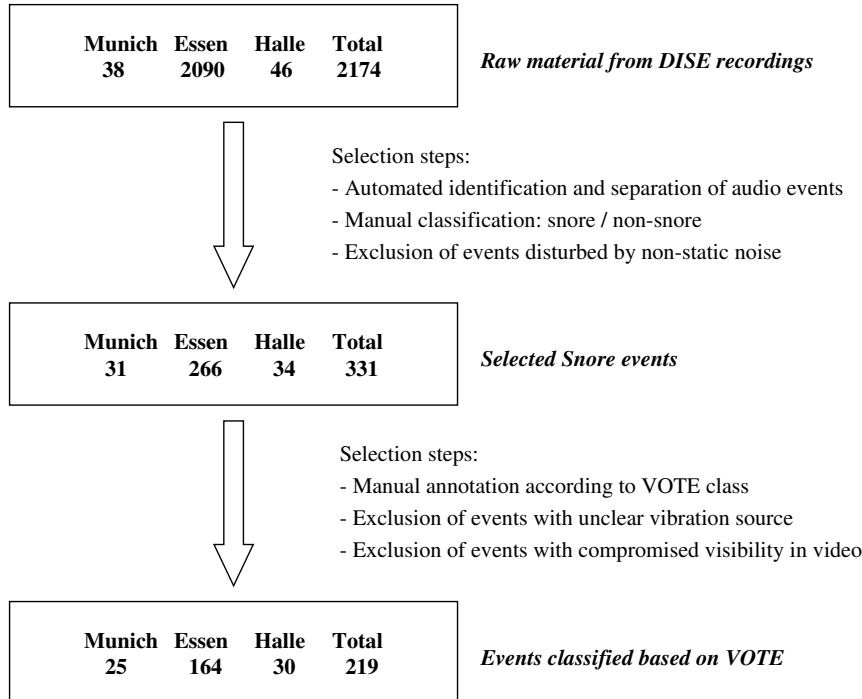 Munich Essen Halle Total
38 2090 46 2174
Raw material from DISE recordings
Selection steps:
- Automated identification and separation of audio events
- Manual classification: snore / non-snore
- Exclusion of events disturbed by non-static noise
Munich Essen Halle Total
31 266 34 331
Selected Snore events
Selection steps:
- Manual annotation according to VOTE class
- Exclusion of events with unclear vibration source
- Exclusion of events with compromised visibility in video
Munich Essen Halle Total
25 164 30 219
Events classified based on VOTE